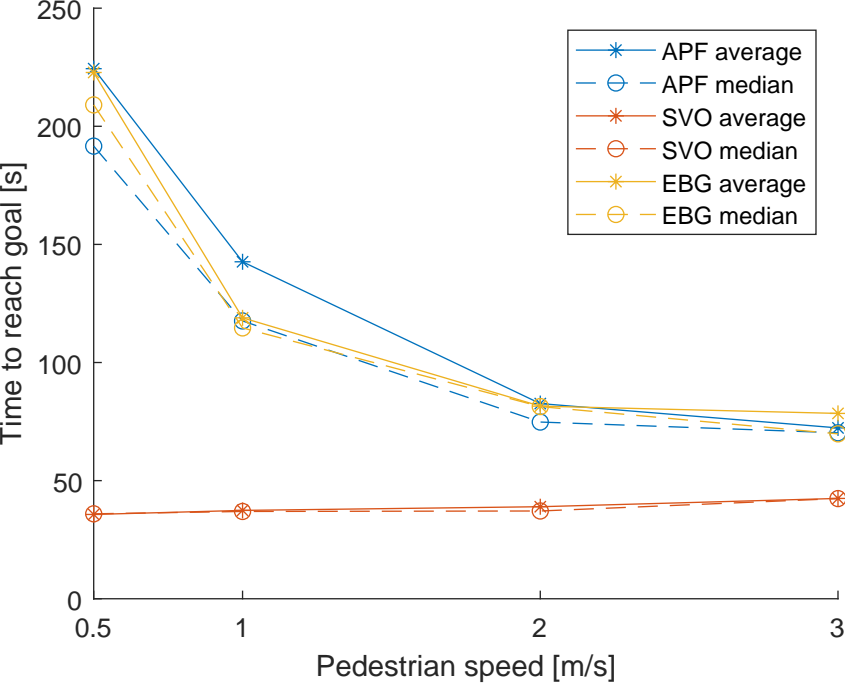 250
200
150
100
50
0
Time to reach goal [s]
0.5
1
2
3
Pedestrian speed [m/s]
APF average
APF median
SVO average
SVO median
EBG average
EBG median